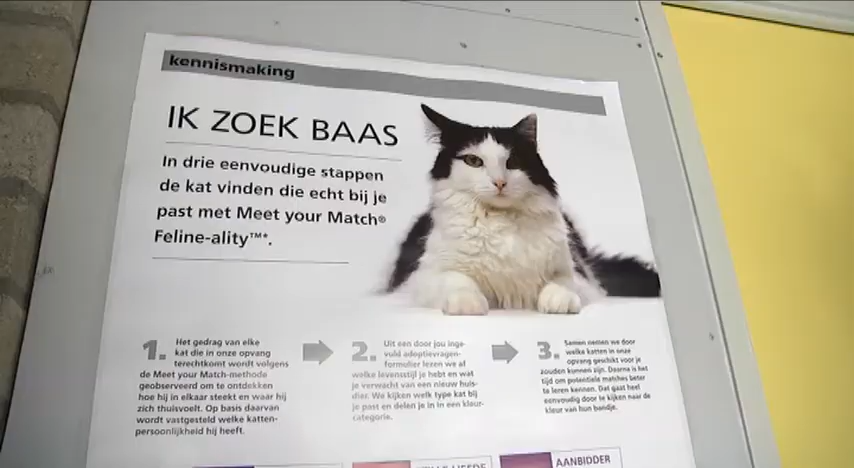 kennismaking
IK ZOEK BAAS
In drie eenvoudige stappen
de kat vinden die echt bij je
past met Meet your Match®
Feline-ality™*.
1.
Het gedrag van elke
kat die in onze opvang
terechtkomt wordt volgens
de Meet your Match-methode
geobserveerd om te ontdekken
hoe hij in elkaar steekt en waar hij
zich thuisvoelt. Op basis daarvan
wordt vastgesteld welke katten-
persoonlijkheid hij heeft.
2.
Uit een door jou inge-
vuld adoptievragen-
formulier lezen we af
welke levensstijl je hebt en wat
je verwacht van een nieuw huis-
dier. We kijken welk type kat bij
je past en delen je in in een kleur-
categorie.
3.
Samen nemen we door
welke katten in onze
opvang geschikt voor je
zouden kunnen zijn. Daarna is het
tijd om potentiele matches beter
te leren kennen. Dat gaat heel
eenvoudig door te kijken naar de
kleur van hun bandje.
LIEFDE
AANBIDDER